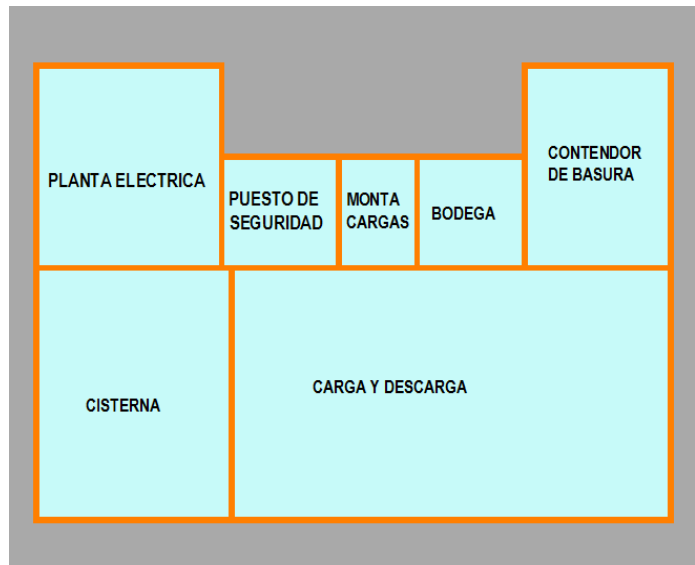 PLANTA ELECTRICA
PUESTO DE
SEGURIDAD
MONTA
CARGAS
BODEGA
CONTENDOR
DE BASURA
CISTERNA
CARGA Y DESCARGA